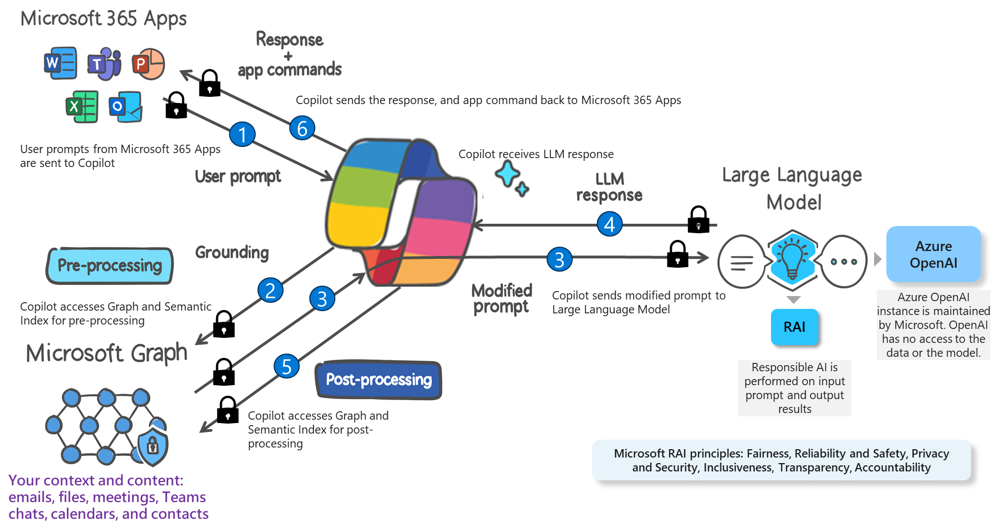 Microsoft 365 Apps
W
T
P
X
O
Response
+
app commands
Copilot sends the response, and app command back to Microsoft 365 Apps
6
1
User prompts from Microsoft 365 Apps
are sent to Copilot
User prompt
Copilot receives LLM response
LLM
response
4
Large Language
Model
3
Modified
prompt
Copilot sends modified prompt to
Large Language Model
Azure
OpenAI
Azure OpenAI
instance is maintained
by Microsoft. OpenAI
has no access to the
data or the model.
RAI
Responsible AI is
performed on input
prompt and output
results
Pre-processing
Grounding
2
3
Copilot accesses Graph and Semantic
Index for pre-processing
Microsoft Graph
5
Post-processing
Copilot accesses Graph and
Semantic Index for post-
processing
Microsoft RAI principles: Fairness, Reliability and Safety, Privacy
and Security, Inclusiveness, Transparency, Accountability
Your context and content:
emails, files, meetings, Teams
chats, calendars, and contacts